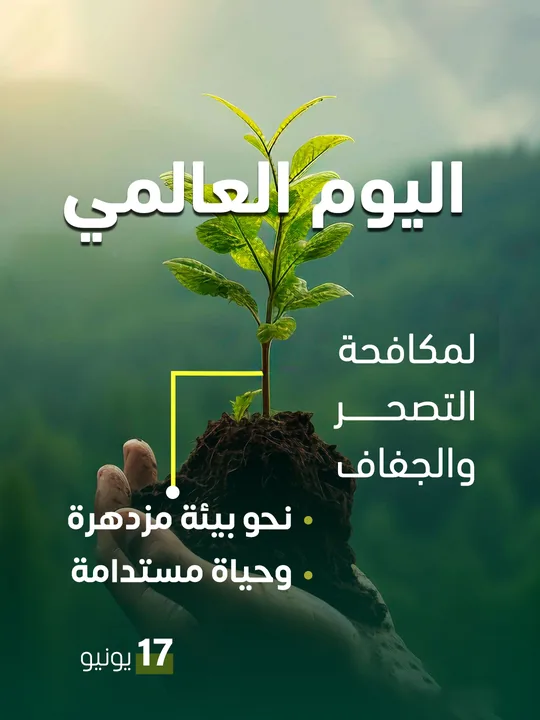 اليوم العالمي
لمكافحة
التصحـــر
والجفاف
• نحو بيئة مزدهرة
• وحياة مستدامة
17 يونيو